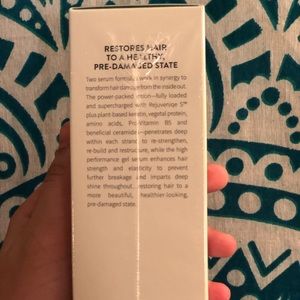 RESTORES HAIR
TO A HEALTHY,
PRE-DAMAGED STATE
Two serum formulas work in synergy to
transform hair damage from the inside out.
The power-packed lotion—fully loaded
and supercharged with Rejuveniqe S™
plus plant-based keratin, vegetal protein,
amino acids, Pro-Vitamin B5 and
beneficial ceramides—penetrates deep
within each strand to re-strengthen,
re-build and restructure, while the high
performance gel serum enhances hair
strength and elasticity to prevent
further breakage and imparts deep
shine throughout...restoring hair to a
more beautiful, healthier-looking,
pre-damaged state.